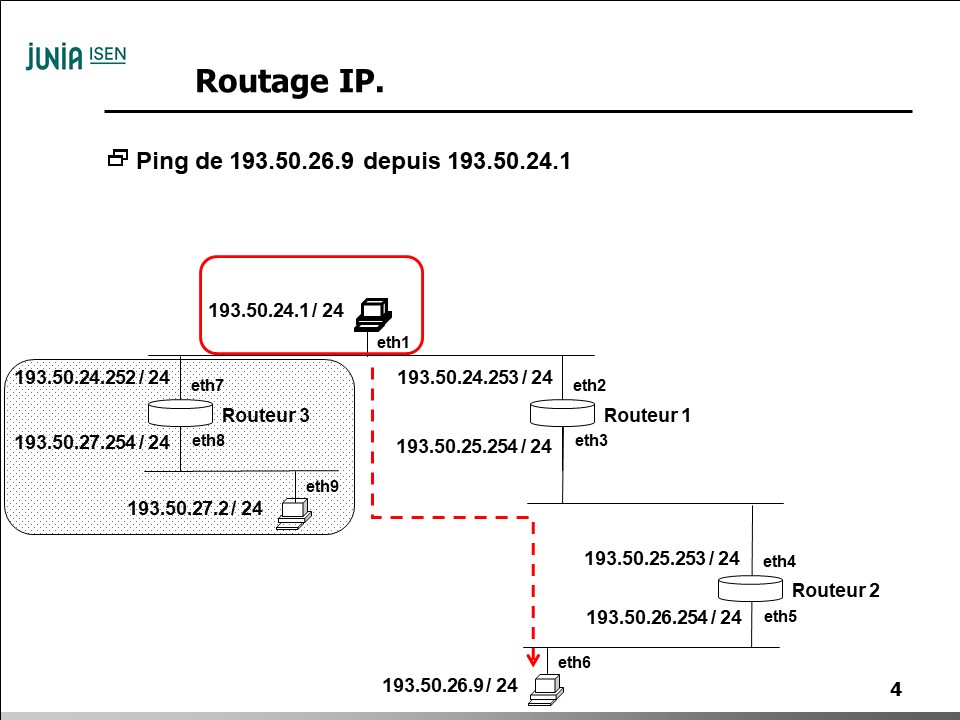 JUNIA ISEN
Routage IP.
Ping de 193.50.26.9 depuis 193.50.24.1
193.50.24.1 / 24
eth1
193.50.24.252 / 24
eth7
Routeur 3
193.50.27.254 / 24
eth8
eth9
193.50.27.2 / 24
193.50.24.253 / 24
eth2
Routeur 1
193.50.25.254 / 24
eth3
193.50.25.253 / 24
eth4
Routeur 2
193.50.26.254 / 24
eth5
eth6
193.50.26.9 / 24
4